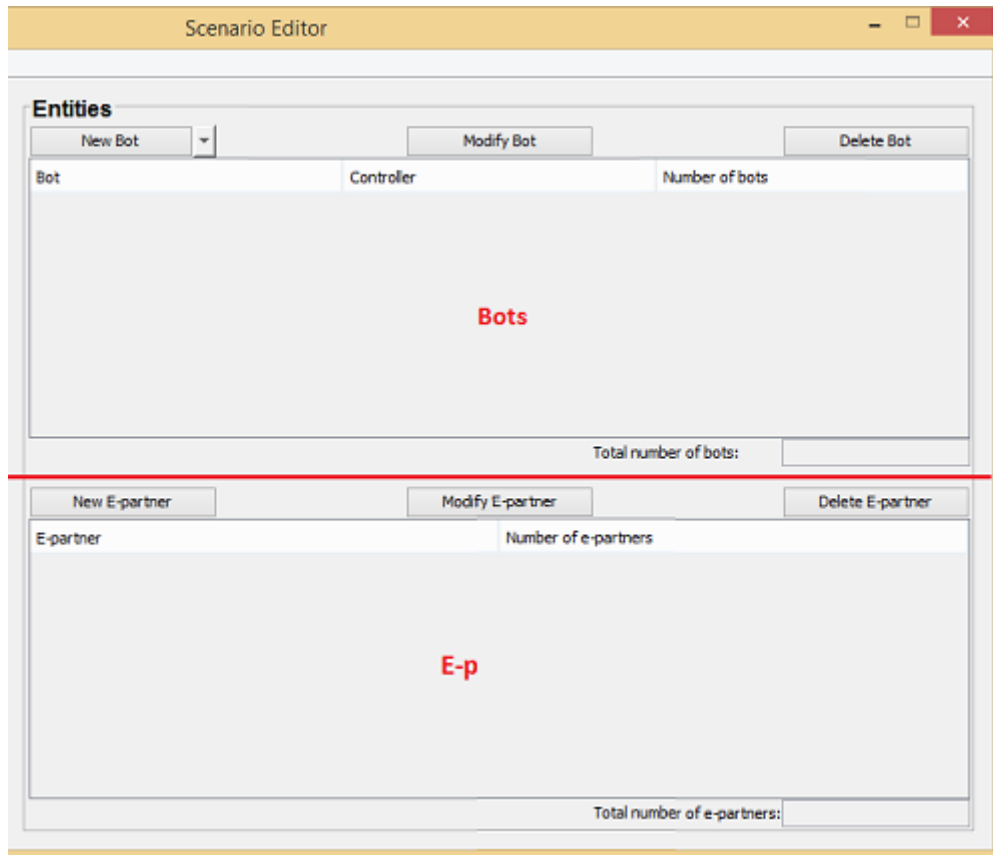 Scenario Editor
Entities
New Bot Modify Bot Delete Bot
Bot Controller Number of bots
Bots
Total number of bots:
New E-partner Modify E-partner Delete E-partner
E-partner Number of e-partners
E-p
Total number of e-partners: